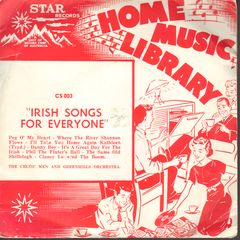 STAR
RECORDS
HOME
MUSIC
LIBRARY
CS 003
"IRISH SONGS
FOR EVERYONE"
Peg O' My Heart - Where The River Shannon
Flows - I'll Take You Home Again Kathleen
(Trad.) - Danny Boy - It's A Great Day For The
Irish - Phil The Fluter's Ball - The Same Old
Shillelagh - Clancy Lowered The Boom.
THE CELTIC MEN AND GREENHILLS ORCHESTRA.